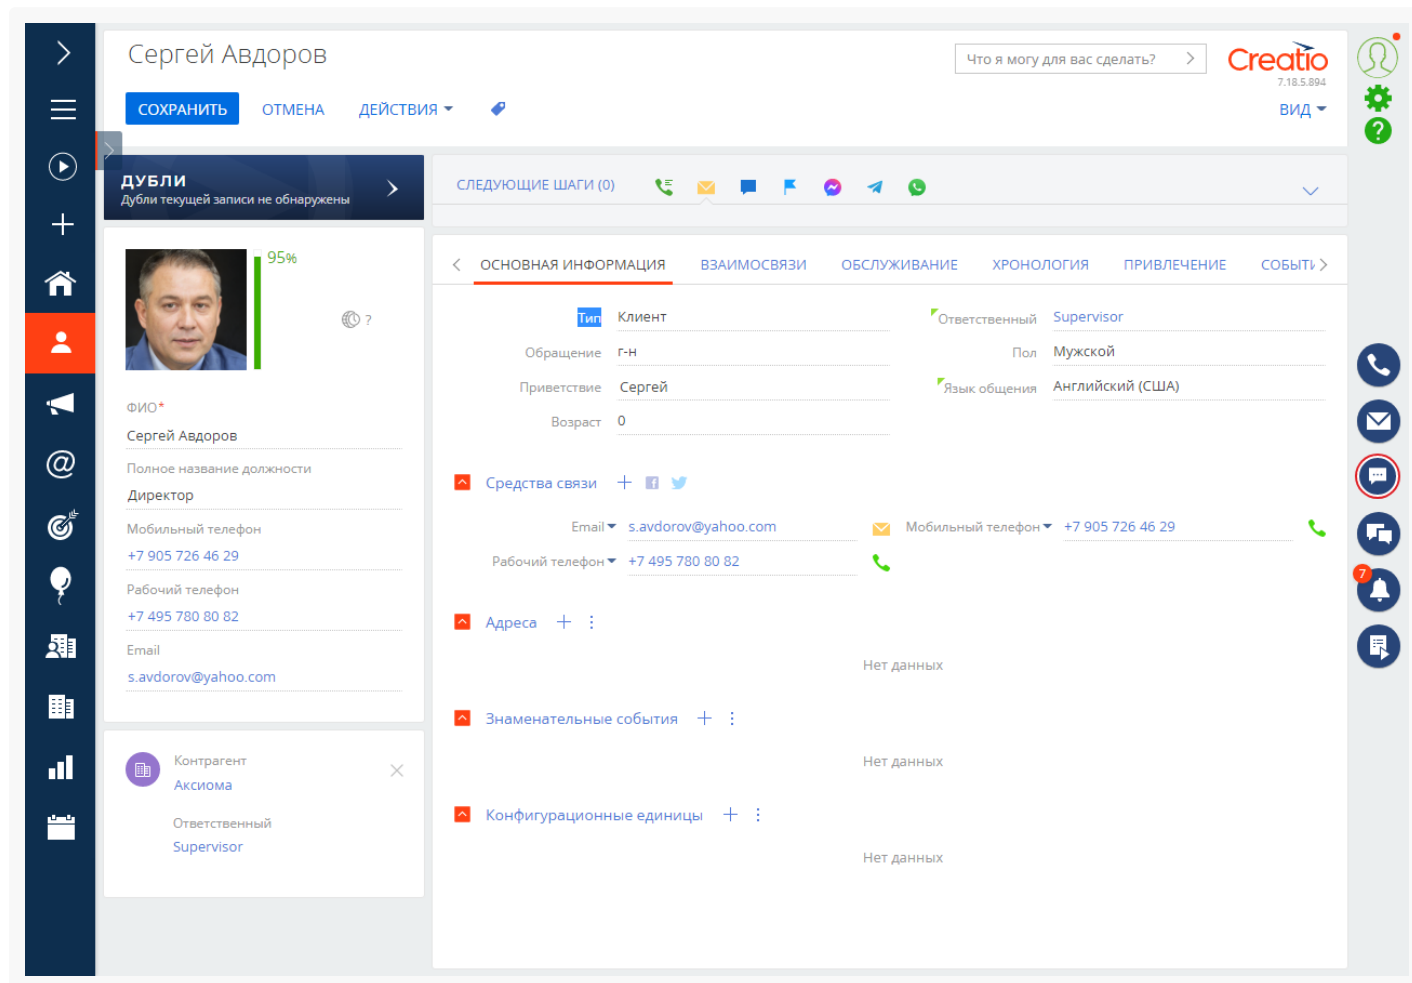 Сергей Авдоров
Что я могу для вас сделать?
Creatio
7.18.5.894
СОХРАНИТЬ
ОТМЕНА
ДЕЙСТВИЯ
ВИД
ДУБЛИ
Дубли текущей записи не обнаружены
СЛЕДУЮЩИЕ ШАГИ (0)
95%
?
ФИО*
Сергей Авдоров
Полное название должности
Директор
Мобильный телефон
+7 905 726 46 29
Рабочий телефон
+7 495 780 80 82
Email
s.avdorov@yahoo.com
Контрагент
Аксиома
Ответственный
Supervisor
ОСНОВНАЯ ИНФОРМАЦИЯ
ВЗАИМОСВЯЗИ
ОБСЛУЖИВАНИЕ
ХРОНОЛОГИЯ
ПРИВЛЕЧЕНИЕ
СОБЫТИ
Тип Клиент
Ответственный Supervisor
Обращение г-н
Пол Мужской
Приветствие Сергей
Язык общения Английский (США)
Возраст 0
Средства связи
Email s.avdorov@yahoo.com
Мобильный телефон +7 905 726 46 29
Рабочий телефон +7 495 780 80 82
Адреса
Нет данных
Знаменательные события
Нет данных
Конфигурационные единицы
Нет данных
7